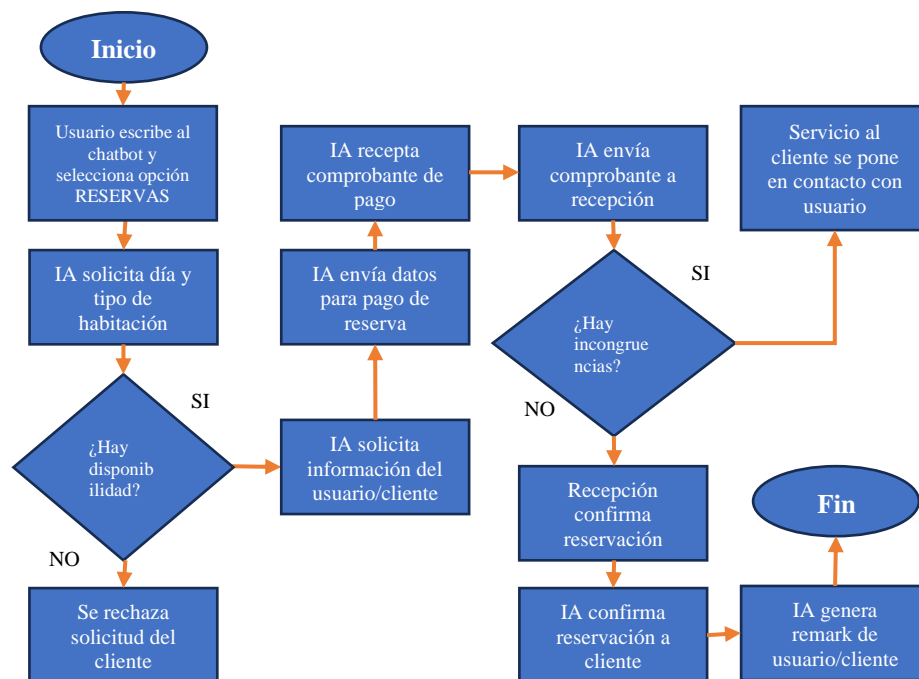 Inicio
Usuario escribe al
chatbot y
selecciona opción
RESERVAS
IA solicita día y
tipo de
habitación
SI
¿Hay
disponib
ilidad?
NO
Se rechaza
solicitud del
cliente
IA solicita
información del
usuario/cliente
IA envía datos
para pago de
reserva
IA recepta
comprobante de
pago
IA envía
comprobante a
recepción
SI
¿Hay
incongrue
ncias?
NO
Servicio al
cliente se pone
en contacto con
usuario
Recepción
confirma
reservación
IA confirma
reservación a
cliente
IA genera
remark de
usuario/cliente
Fin